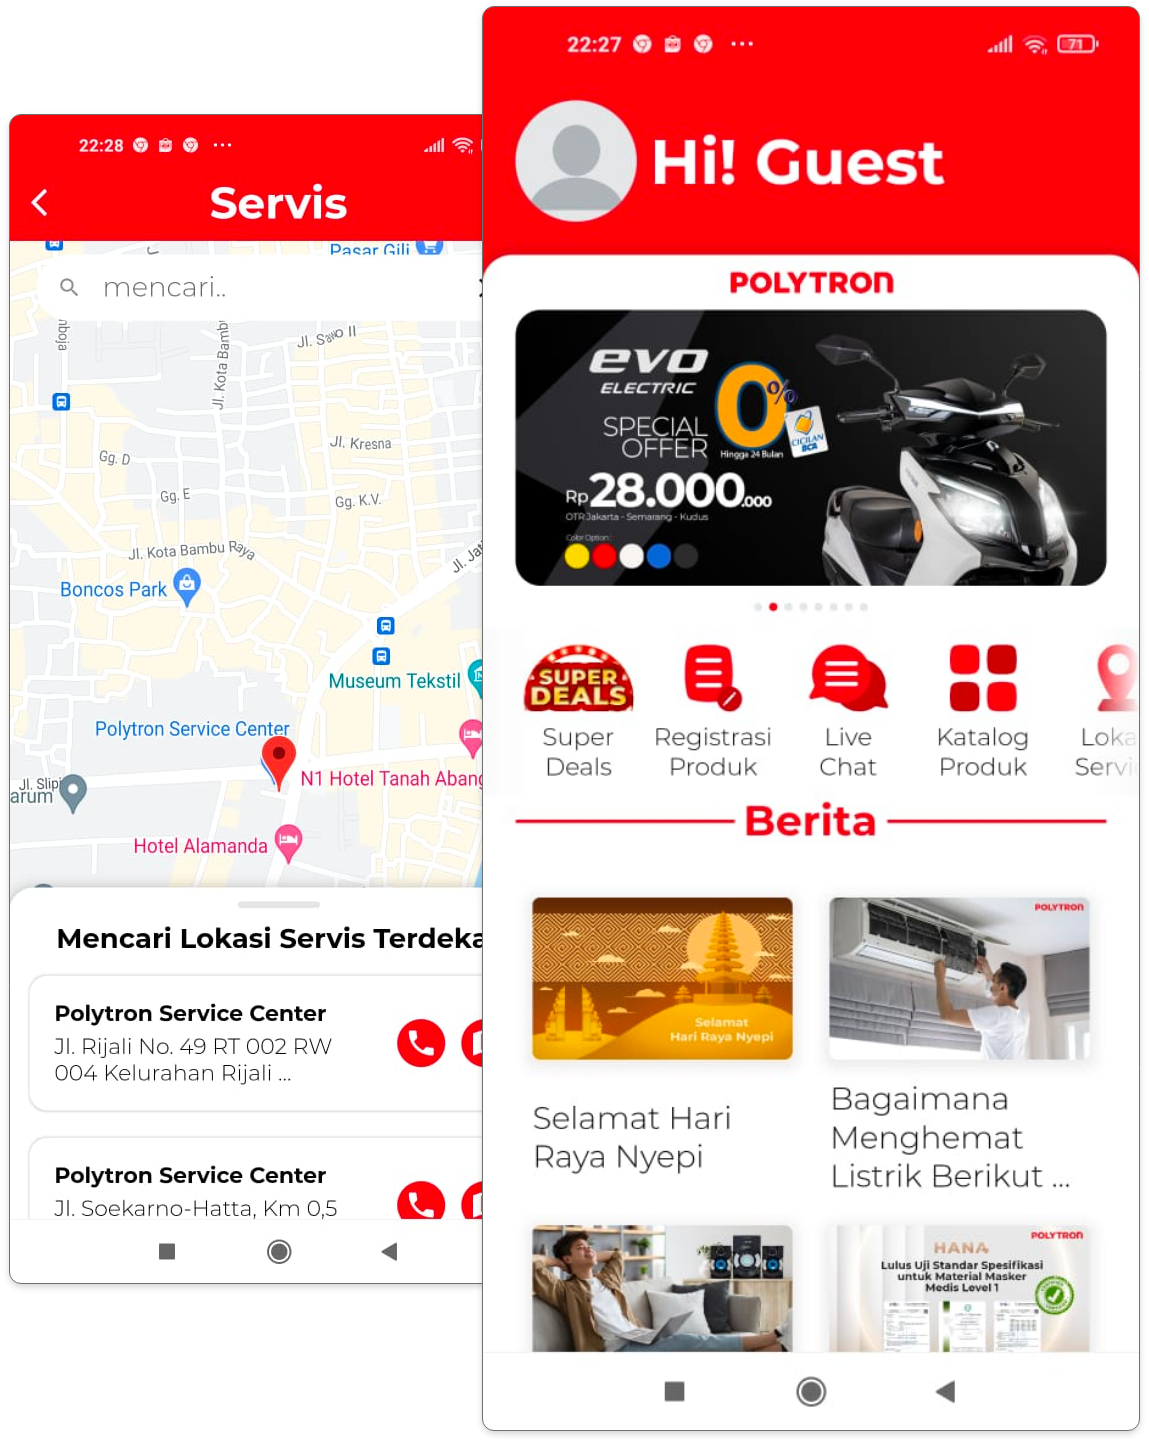 22:28
Servis
Pasar Gili
mencari..
Jl. Sawo II
Jl. Kota Bamb
Jl. Kresna
Gg. D
Gg. E
Gg. K.V.
Jl. Kota Bambu Raya
Jl. Jati
Boncos Park
Museum Tekstil
Polytron Service Center
Jl. Slipi
arum
N1 Hotel Tanah Abang
Hotel Alamanda
Mencari Lokasi Servis Terdeka
Polytron Service Center
Jl. Rijali No. 49 RT 002 RW
004 Kelurahan Rijali ...
Polytron Service Center
Jl. Soekarno-Hatta, Km 0,5
22:27
71
Hi! Guest
POLYTRON
evo
ELECTRIC
SPECIAL
OFFER
0%
Hingga 24 Bulan
CICILAN
BCA
Rp28.000.000
OTR Jakarta - Semarang - Kudus
Color Option :
SUPER
DEALS
Super
Deals
Registrasi
Produk
Live
Chat
Katalog
Produk
Loka
Servi
Berita
Selamat
Hari Raya Nyepi
POLYTRON
Selamat Hari
Raya Nyepi
Bagaimana
Menghemat
Listrik Berikut ...
POLYTRON
HANA
Lulus Uji Standar Spesifikasi
untuk Material Masker
Medis Level 1